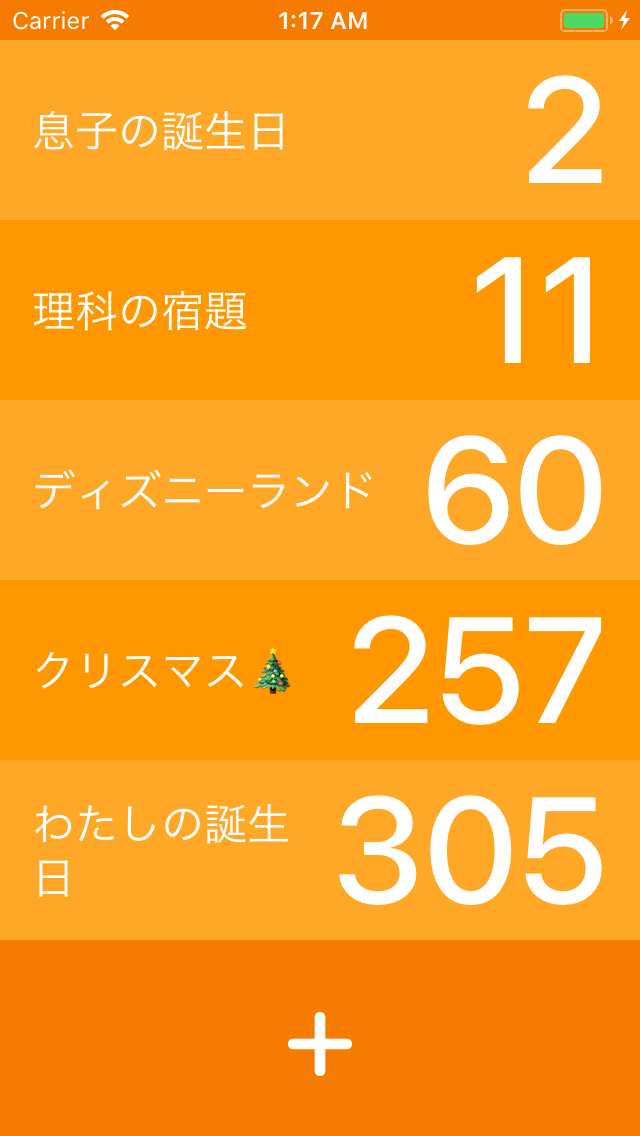 Carrier 1:17 AM
息子の誕生日 2
理科の宿題 11
ディズニーランド 60
クリスマス🎄 257
わたしの誕生
日 305
+